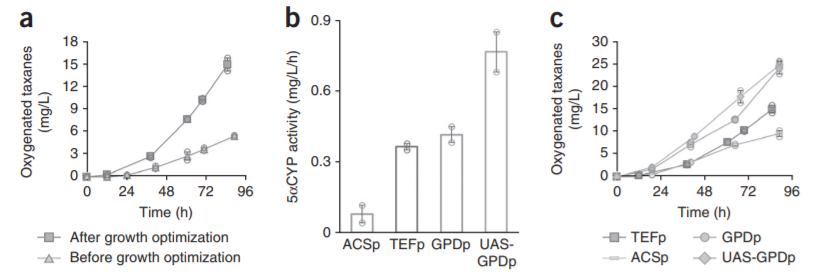 a
Oxygenated taxanes
(mg/L)
18
15
12
9
6
3
0
0 24 48 72 96
Time (h)
After growth optimization
Before growth optimization
b
5αCYP activity (mg/L/h)
0.9
0.6
0.3
0
ACSp TEFp GPDp UAS-
GPDp
c
Oxygenated taxanes
(mg/L)
30
25
20
15
10
5
0
0 24 48 72 96
Time (h)
TEFp GPDp
ACSp UAS-GPDp